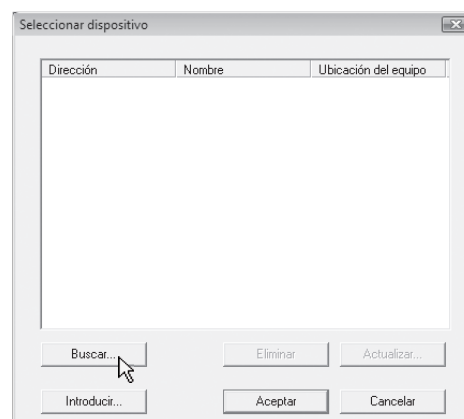 Seleccionar dispositivo
Dirección Nombre Ubicación del equipo
Buscar... Eliminar Actualizar...
Introducir... Aceptar Cancelar